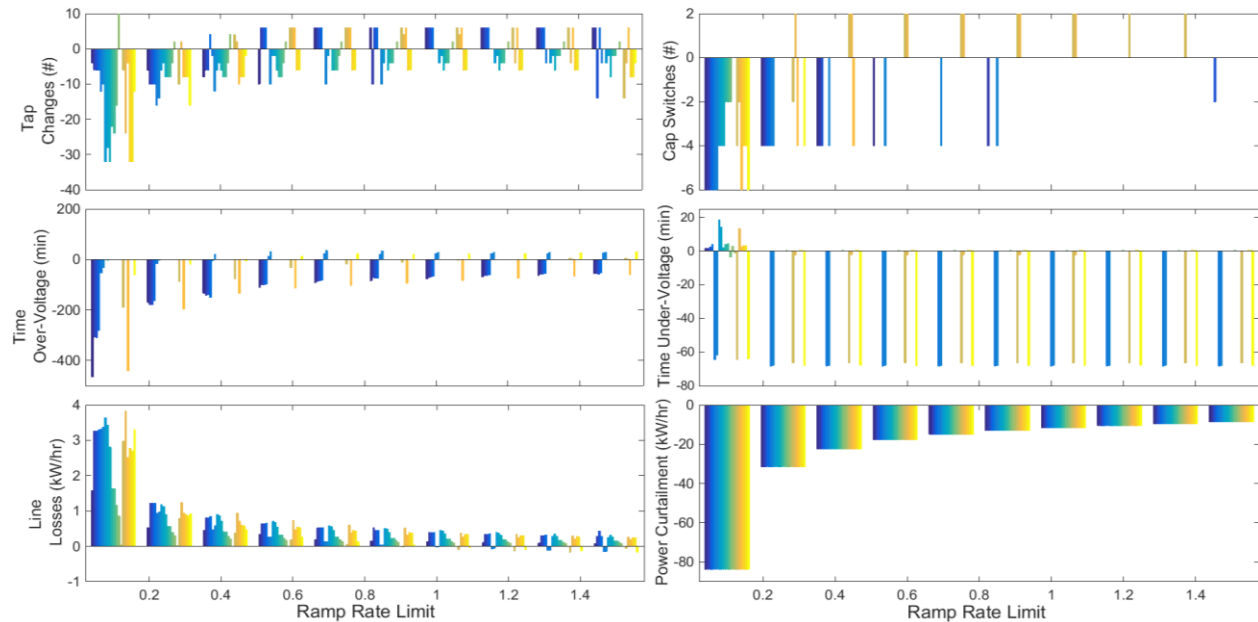 10
0
-10
-20
-30
-40
Tap
Changes (#)
2
0
-2
-4
-6
Cap Switches (#)
200
0
-200
-400
Time
Over-Voltage (min)
20
0
-20
-40
-60
-80
Time Under-Voltage (min)
4
3
2
1
0
-1
Line
Losses (kW/hr)
0.2 0.4 0.6 0.8 1 1.2 1.4
Ramp Rate Limit
0
-20
-40
-60
-80
Power Curtailment (kW/hr)
0.2 0.4 0.6 0.8 1 1.2 1.4
Ramp Rate Limit